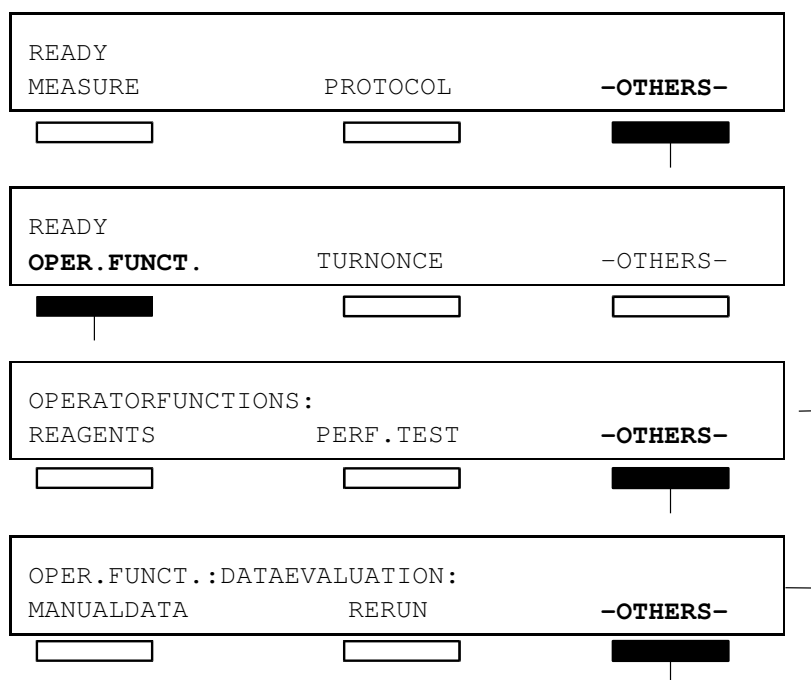 READY
MEASURE PROTOCOL -OTHERS-
READY
OPER.FUNCT. TURNONCE -OTHERS-
OPERATORFUNCTIONS:
REAGENTS PERF.TEST -OTHERS-
OPER.FUNCT.:DATAEVALUATION:
MANUALDATA RERUN -OTHERS-